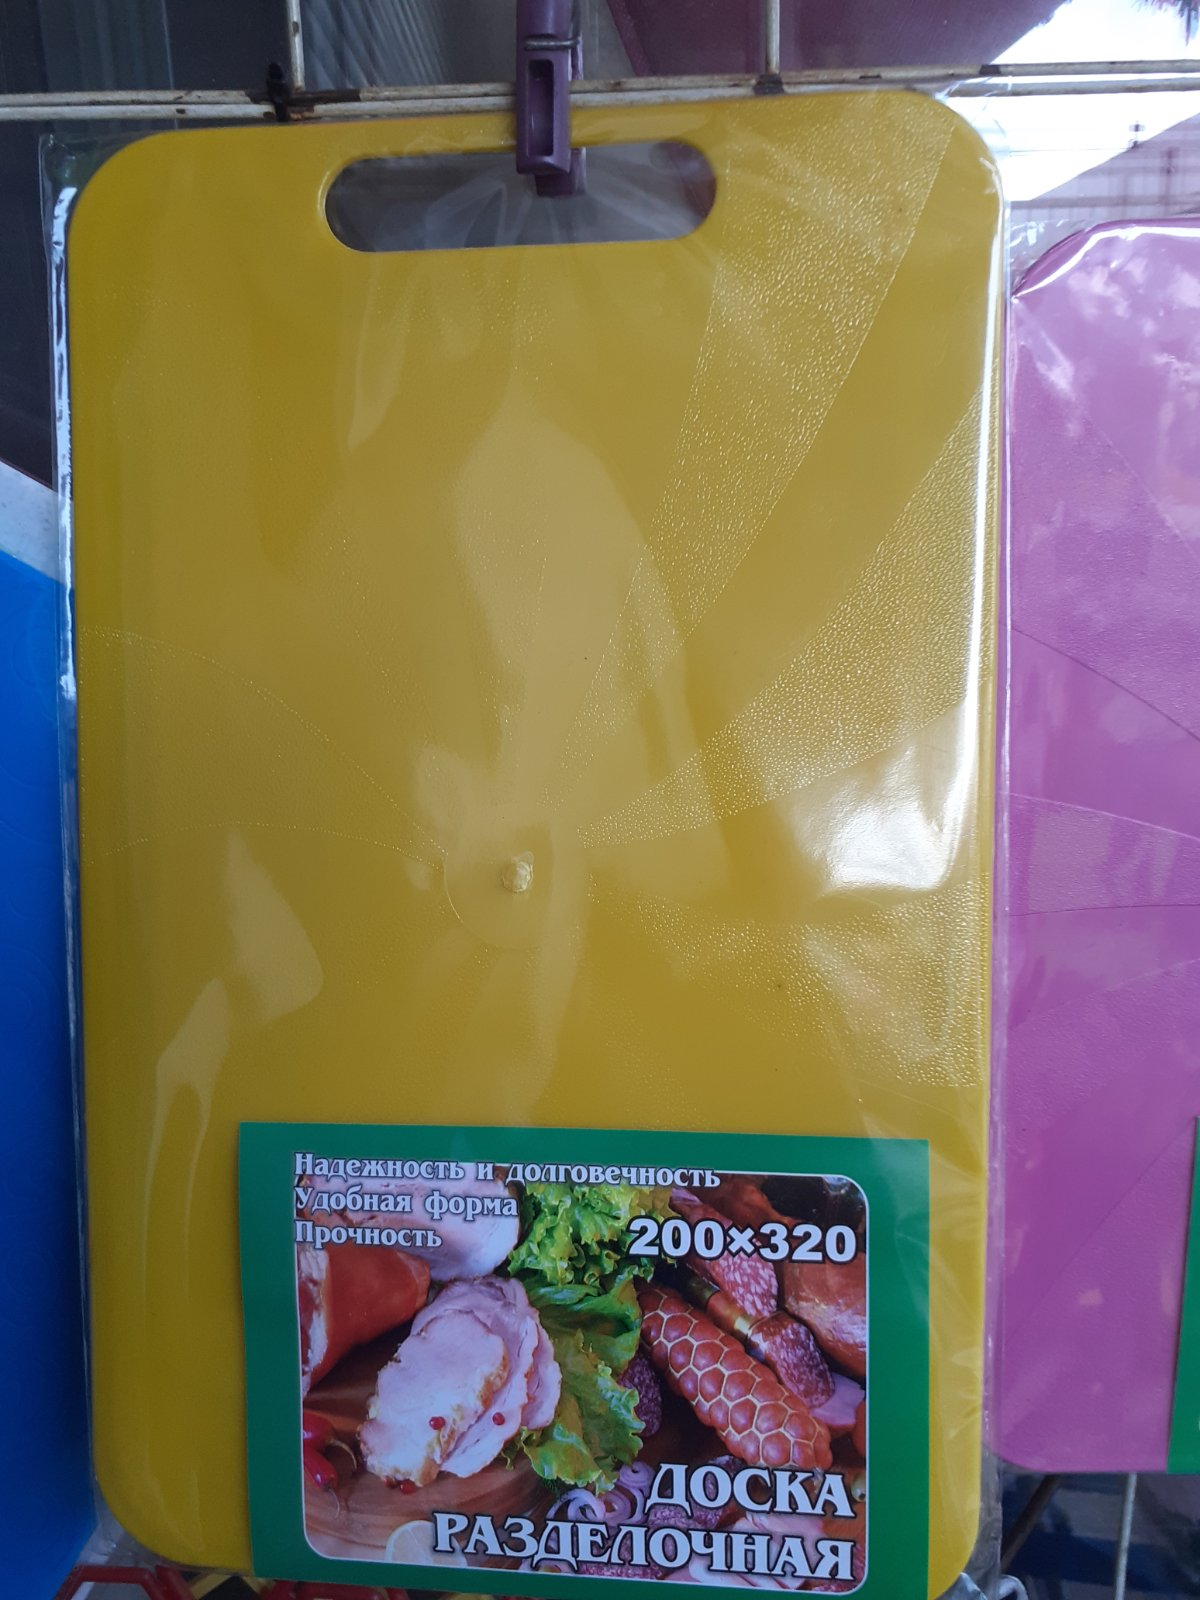 Надежность и долговечность
Удобная форма
Прочность
200×320
ДОСКА
РАЗДЕЛОЧНАЯ